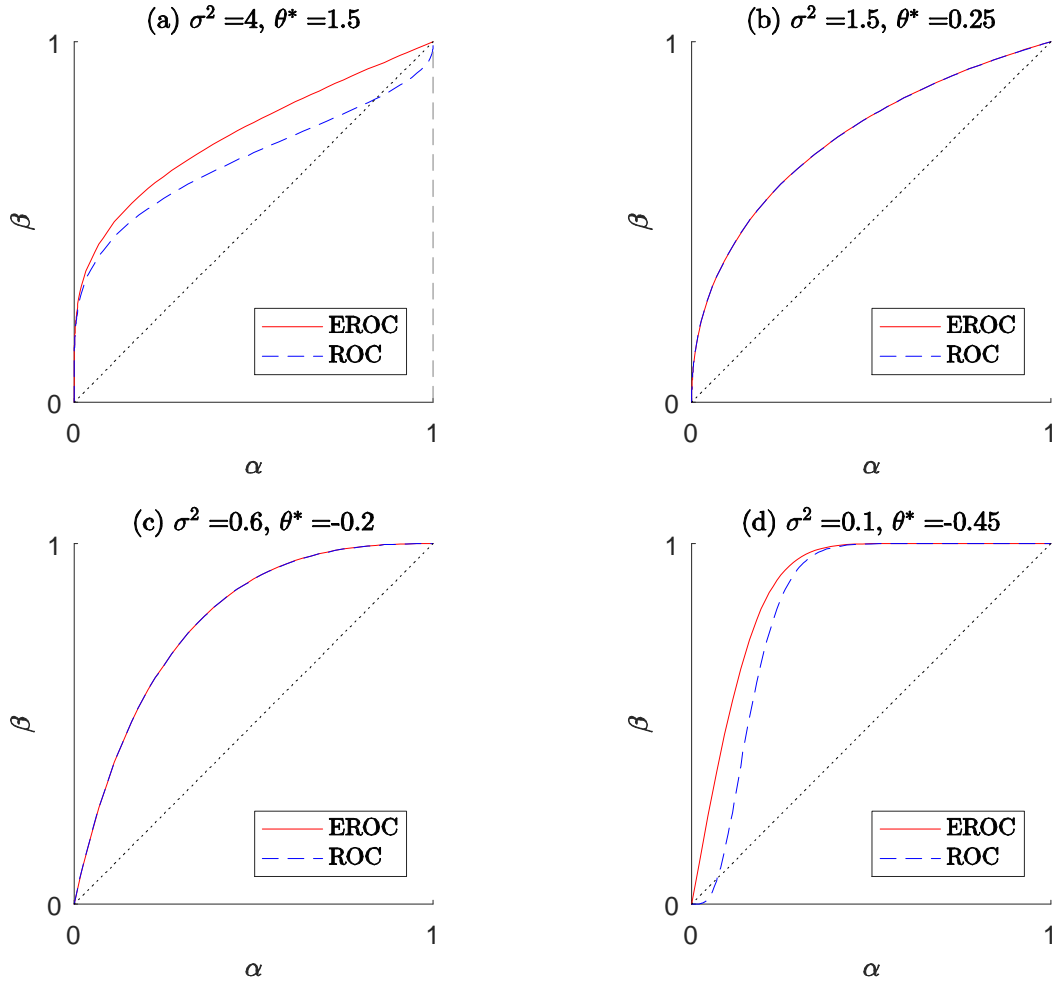 (a) σ² =4, θ* =1.5
1
β
EROC
ROC
0
0
1
α
(b) σ² =1.5, θ* =0.25
1
β
EROC
ROC
0
0
1
α
(c) σ² =0.6, θ* =-0.2
1
β
EROC
ROC
0
0
1
α
(d) σ² =0.1, θ* =-0.45
1
β
EROC
ROC
0
0
1
α